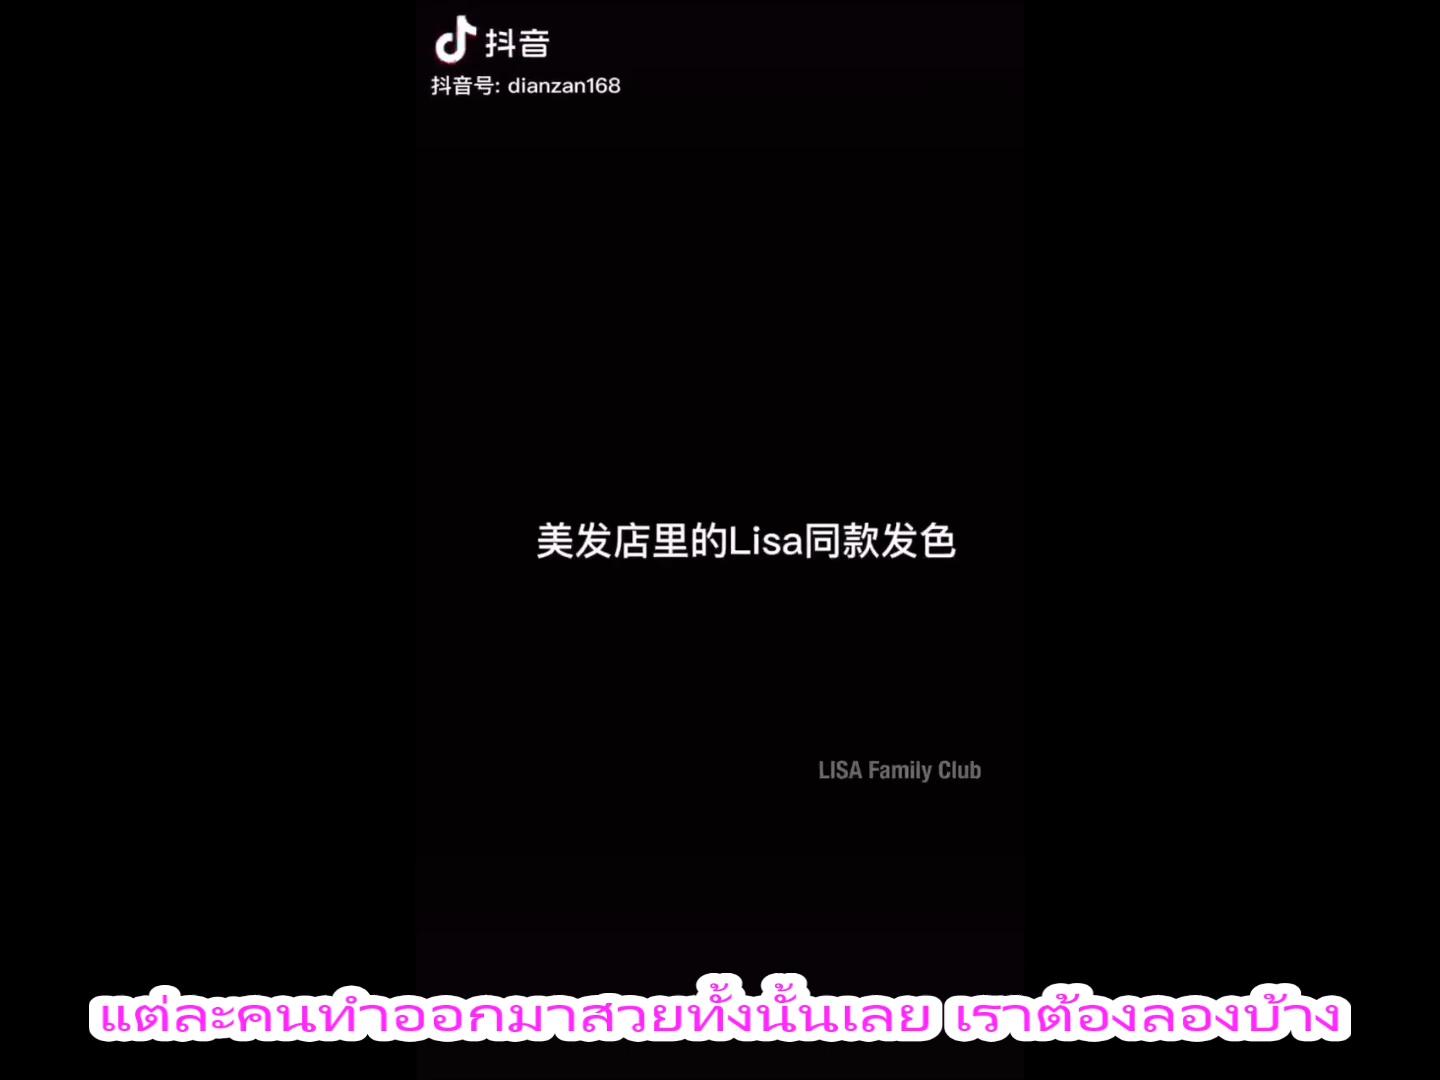 抖音
抖音号: dianzan168
美发店里的Lisa同款发色
LISA Family Club
แต่ละคนทำออกมาสวยทั้งนั้นเลย เราต้องลองบ้าง